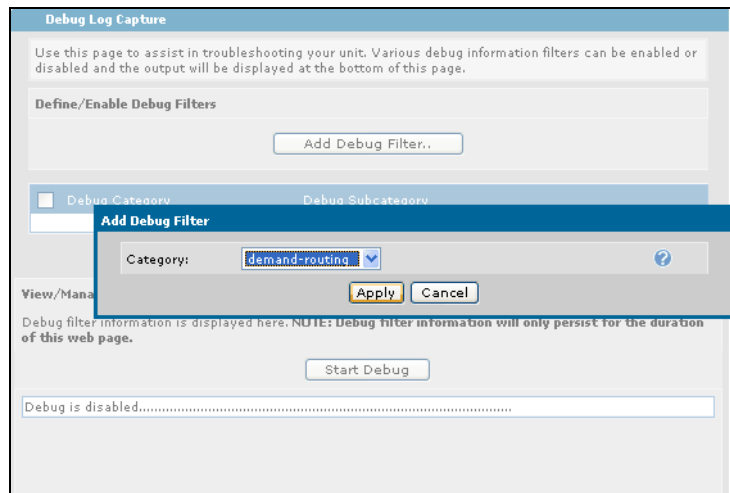 Debug Log Capture
Use this page to assist in troubleshooting your unit. Various debug information filters can be enabled or
disabled and the output will be displayed at the bottom of this page.
Define/Enable Debug Filters
Add Debug Filter..
Debug Category Debug Subcategory
Add Debug Filter
Category: demand-routing ?
Apply Cancel
View/Mana
Debug filter information is displayed here. NOTE: Debug filter information will only persist for the duration
of this web page.
Start Debug
Debug is disabled................................................................................................